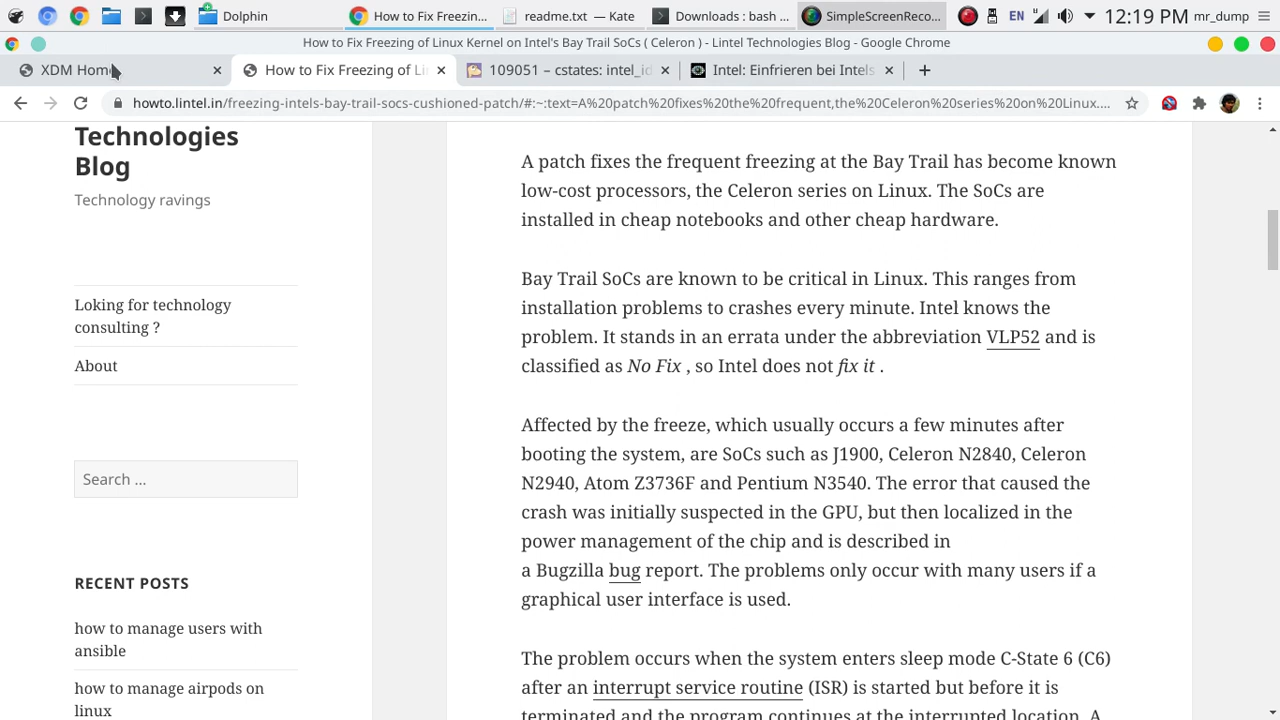 Dolphin
How to Fix Freezin...
readme.txt — Kate
Downloads : bash ...
SimpleScreenReco...
EN
12:19 PM
mr_dump
How to Fix Freezing of Linux Kernel on Intel's Bay Trail SoCs ( Celeron ) - Lintel Technologies Blog - Google Chrome
XDM Home
How to Fix Freezing of Li
109051 – cstates: intel_id
Intel: Einfrieren bei Intels
howto.lintel.in/freezing-intels-bay-trail-socs-cushioned-patch/#:~:text=A%20patch%20fixes%20the%20frequent,the%20Celeron%20series%20on%20Linux....
Technologies
Blog
Technology ravings
Loking for technology
consulting ?
About
Search ...
RECENT POSTS
how to manage users with
ansible
how to manage airpods on
linux
A patch fixes the frequent freezing at the Bay Trail has become known
low-cost processors, the Celeron series on Linux. The SoCs are
installed in cheap notebooks and other cheap hardware.
Bay Trail SoCs are known to be critical in Linux. This ranges from
installation problems to crashes every minute. Intel knows the
problem. It stands in an errata under the abbreviation VLP52 and is
classified as No Fix , so Intel does not fix it .
Affected by the freeze, which usually occurs a few minutes after
booting the system, are SoCs such as J1900, Celeron N2840, Celeron
N2940, Atom Z3736F and Pentium N3540. The error that caused the
crash was initially suspected in the GPU, but then localized in the
power management of the chip and is described in
a Bugzilla bug report. The problems only occur with many users if a
graphical user interface is used.
The problem occurs when the system enters sleep mode C-State 6 (C6)
after an interrupt service routine (ISR) is started but before it is
terminated and the program continues at the interrupted location. A